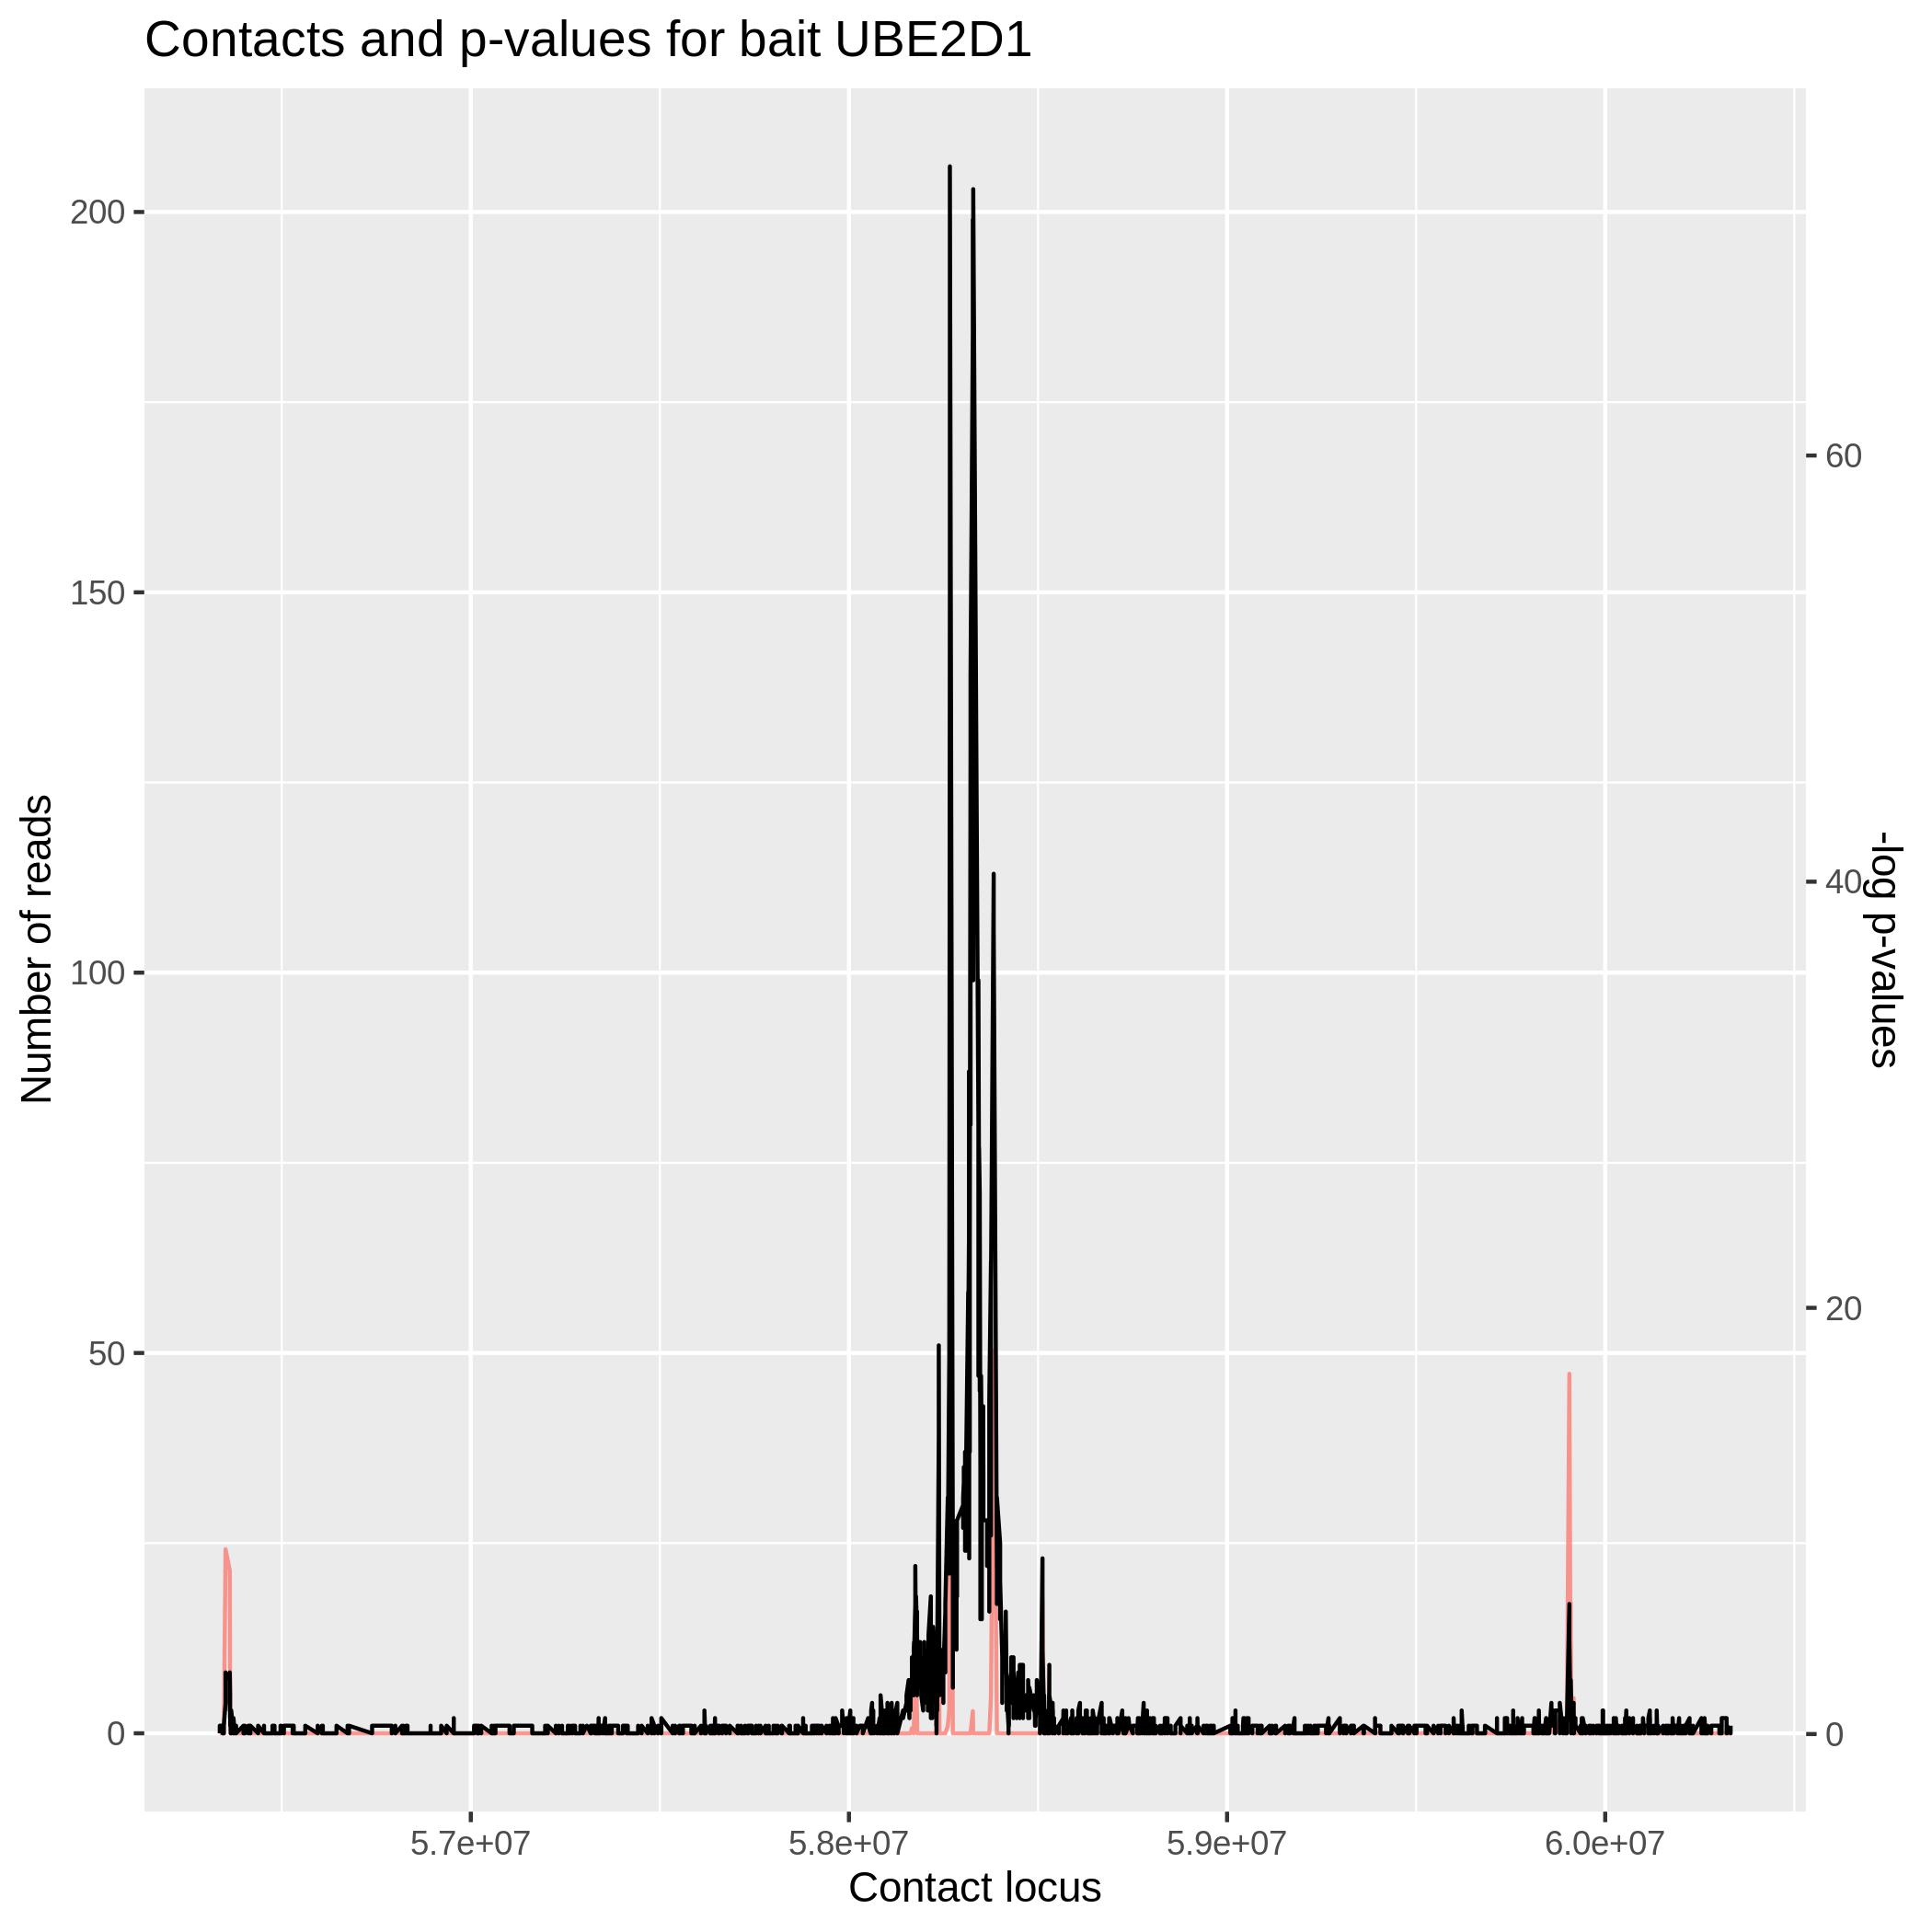 Contacts and p-values for bait UBE2D1
Number of reads
200
150
100
50
0
60
40
20
0
-log p-values
5.7e+07
5.8e+07
5.9e+07
6.0e+07
Contact locus